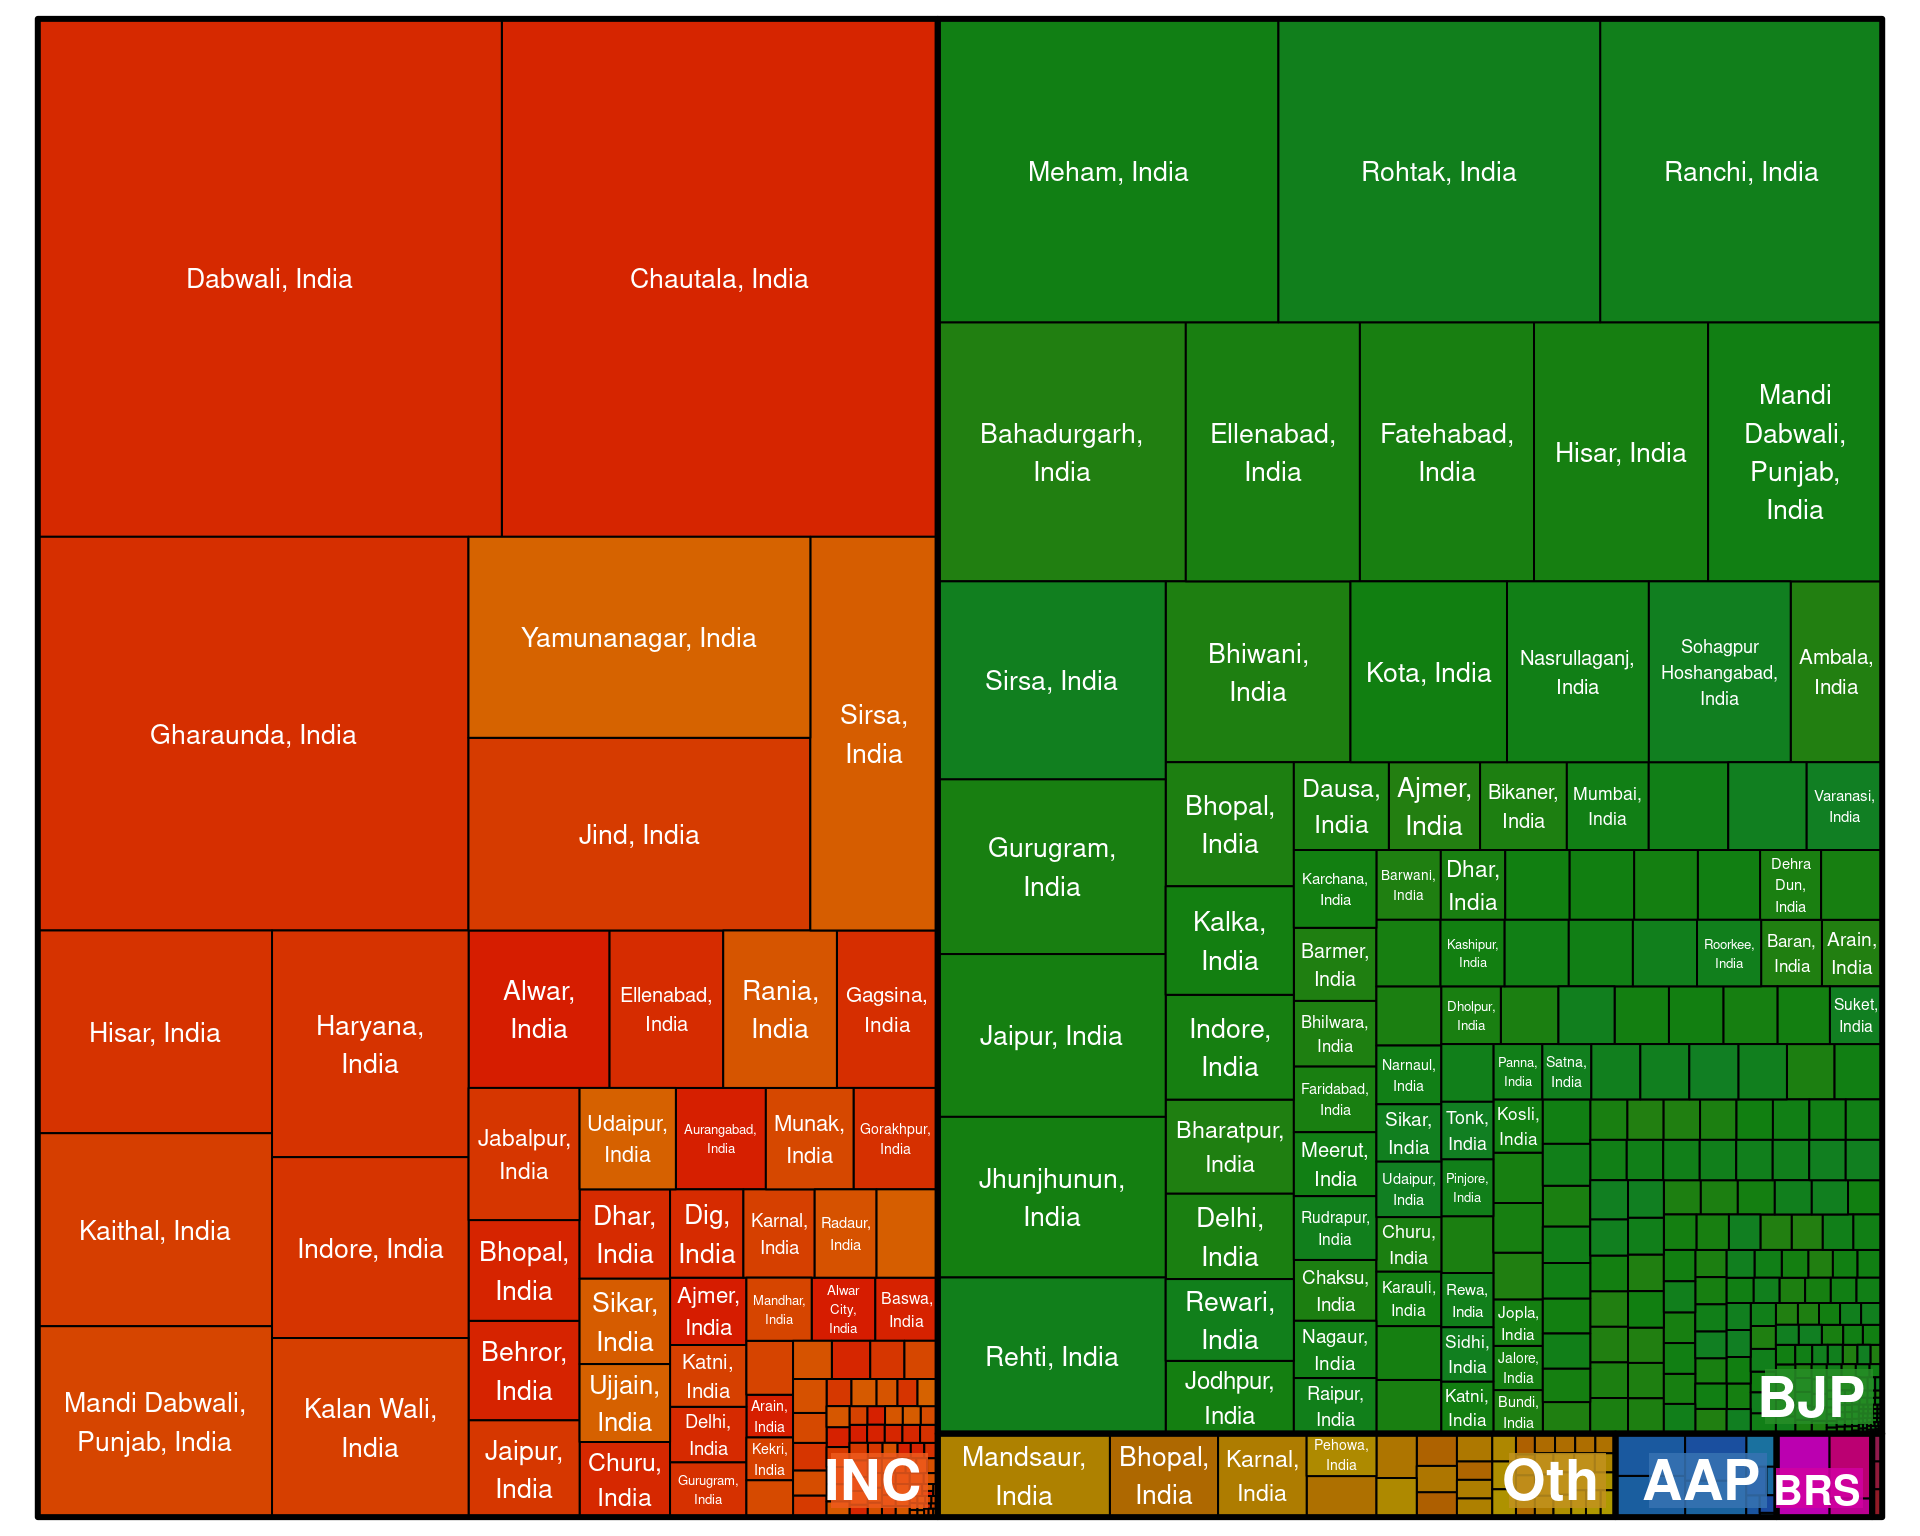 Dabwali, India
Chautala, India
Gharaunda, India
Yamunanagar, India
Jind, India
Sirsa,
India
Hisar, India
Haryana,
India
Kaithal, India
Indore, India
Mandi Dabwali,
Punjab, India
Kalan Wali,
India
Alwar,
India
Ellenabad,
India
Rania,
India
Gagsina,
India
Jabalpur,
India
Udaipur,
India
Aurangabad,
India
Munak,
India
Gorakhpur,
India
Bhopal,
India
Dhar,
India
Dig,
India
Karnal,
India
Radaur,
India
Behror,
India
Sikar,
India
Ajmer,
India
Mandhar,
India
Alwar
City,
India
Baswa,
India
Ujjain,
India
Katni,
India
Jaipur,
India
Churu,
India
Delhi,
India
Arain,
India
Kekri,
India
Gurugram,
India
INC
Meham, India
Rohtak, India
Ranchi, India
Bahadurgarh,
India
Ellenabad,
India
Fatehabad,
India
Hisar, India
Mandi
Dabwali,
Punjab,
India
Sirsa, India
Bhiwani,
India
Kota, India
Nasrullaganj,
India
Sohagpur
Hoshangabad,
India
Ambala,
India
Gurugram,
India
Jaipur, India
Jhunjhunun,
India
Rehti, India
Bhopal,
India
Kalka,
India
Indore,
India
Bharatpur,
India
Delhi,
India
Rewari,
India
Jodhpur,
India
Dausa,
India
Ajmer,
India
Bikaner,
India
Mumbai,
India
Varanasi,
India
Karchana,
India
Barwani,
India
Dhar,
India
Dehra
Dun,
India
Barmer,
India
Kashipur,
India
Roorkee,
India
Baran,
India
Arain,
India
Bhilwara,
India
Dholpur,
India
Suket,
India
Faridabad,
India
Narnaul,
India
Panna,
India
Satna,
India
Meerut,
India
Sikar,
India
Tonk,
India
Kosli,
India
Rudrapur,
India
Udaipur,
India
Pinjore,
India
Churu,
India
Chaksu,
India
Karauli,
India
Rewa,
India
Jopla,
India
Nagaur,
India
Sidhi,
India
Jalore,
India
Raipur,
India
Katni,
India
Bundi,
India
BJP
Mandsaur,
India
Bhopal,
India
Karnal,
India
Pehowa,
India
Oth
AAP
BRS